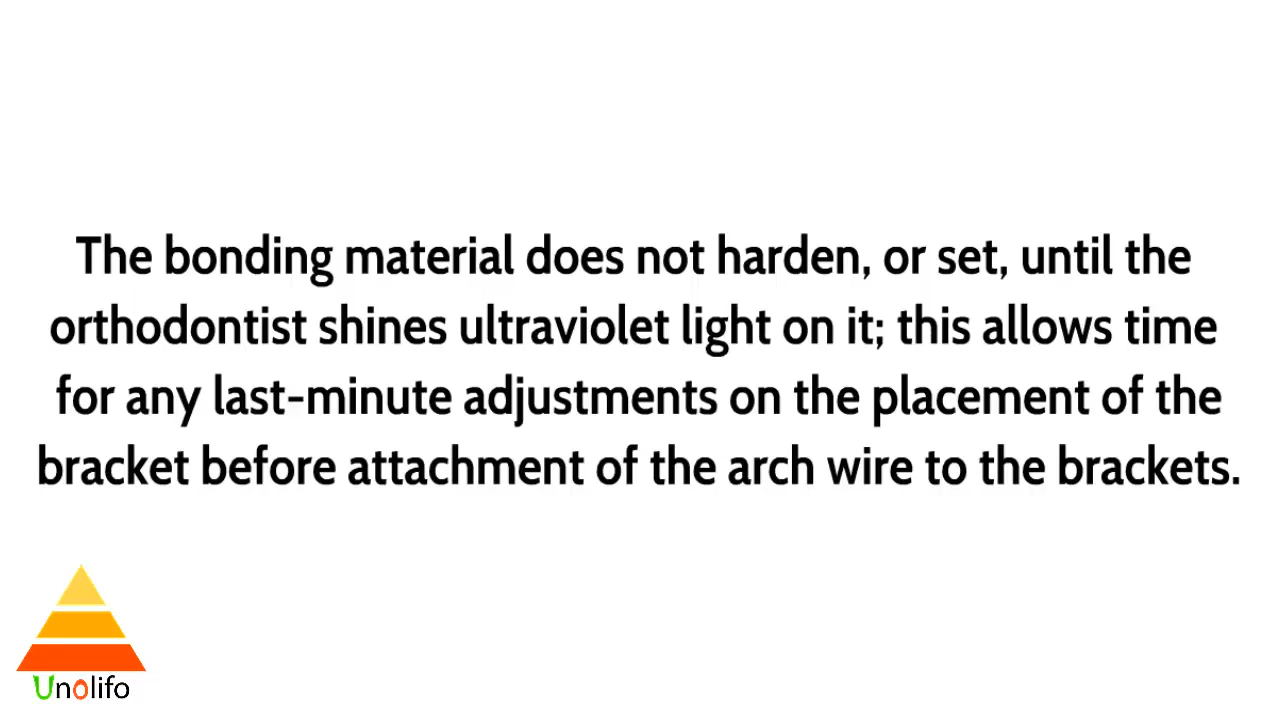 The bonding material does not harden, or set, until the
orthodontist shines ultraviolet light on it; this allows time
for any last-minute adjustments on the placement of the
bracket before attachment of the arch wire to the brackets.
Unolifo